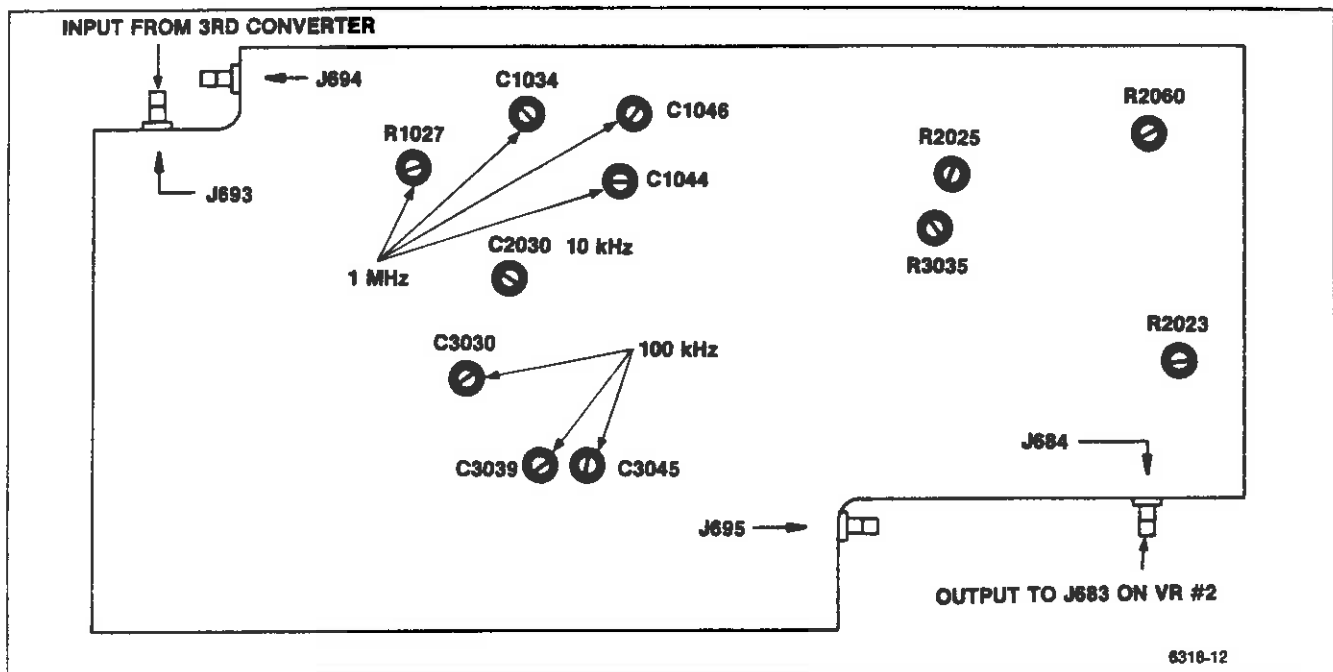 INPUT FROM 3RD CONVERTER
J694
C1034
C1046
R2060
R1027
R2025
J693
C1044
C2030 10 kHz
R3035
1 MHz
R2023
C3030
100 kHz
J684
C3039
C3045
J695
OUTPUT TO J683 ON VR #2
6318-12